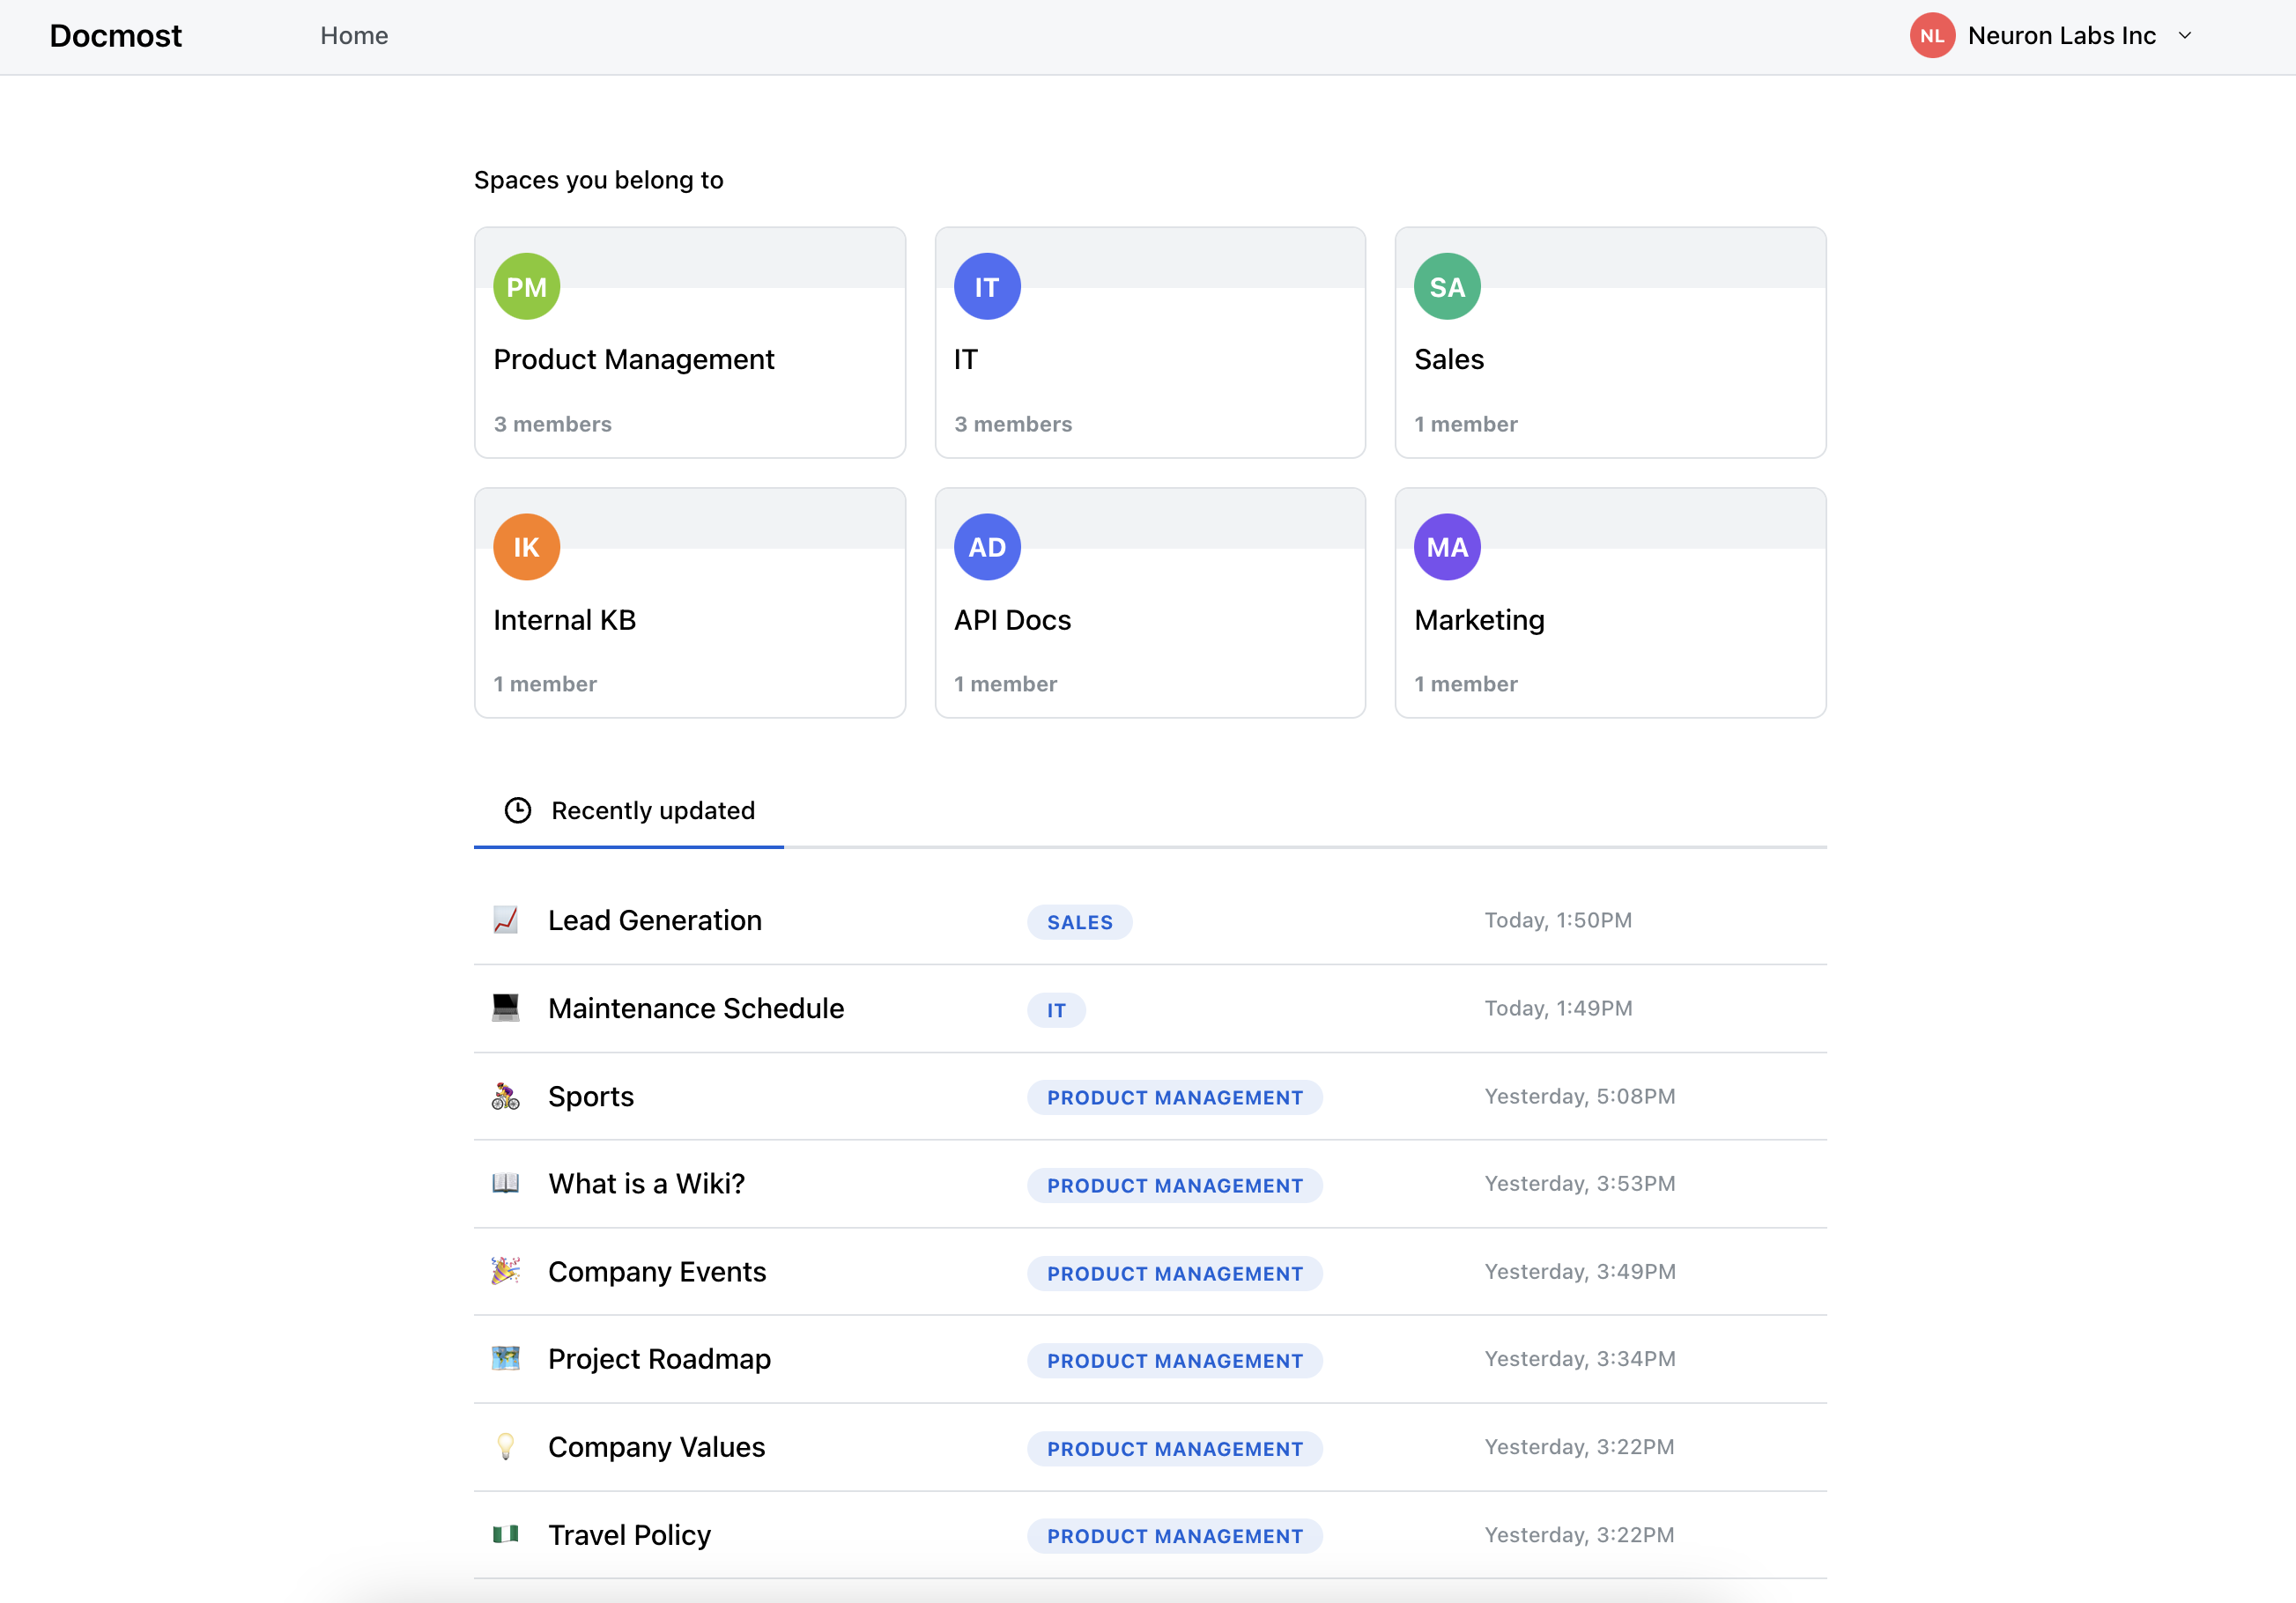 Docmost Home NL Neuron Labs Inc
Spaces you belong to
PM IT SA
Product Management IT Sales
3 members 3 members 1 member
IK AD MA
Internal KB API Docs Marketing
1 member 1 member 1 member
Recently updated
Lead Generation SALES Today, 1:50PM
Maintenance Schedule IT Today, 1:49PM
Sports PRODUCT MANAGEMENT Yesterday, 5:08PM
What is a Wiki? PRODUCT MANAGEMENT Yesterday, 3:53PM
Company Events PRODUCT MANAGEMENT Yesterday, 3:49PM
Project Roadmap PRODUCT MANAGEMENT Yesterday, 3:34PM
Company Values PRODUCT MANAGEMENT Yesterday, 3:22PM
Travel Policy PRODUCT MANAGEMENT Yesterday, 3:22PM